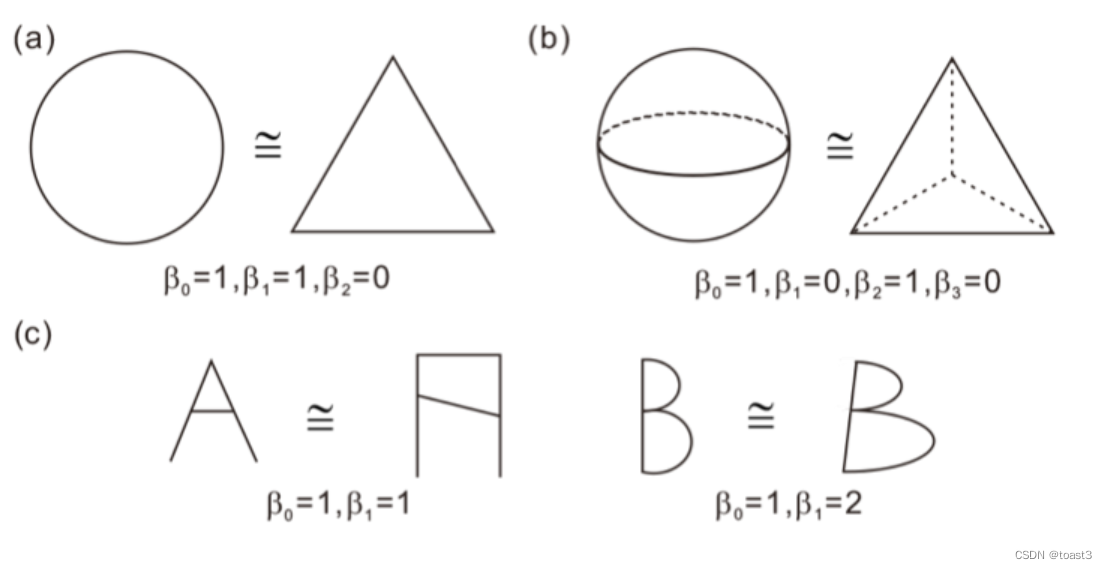 (a) (b)
≅ ≅
β₀=1,β₁=1,β₂=0
β₀=1,β₁=0,β₂=1,β₃=0
(c)
A ≅ A B ≅ B
β₀=1,β₁=1
β₀=1,β₁=2
CSDN @toast3